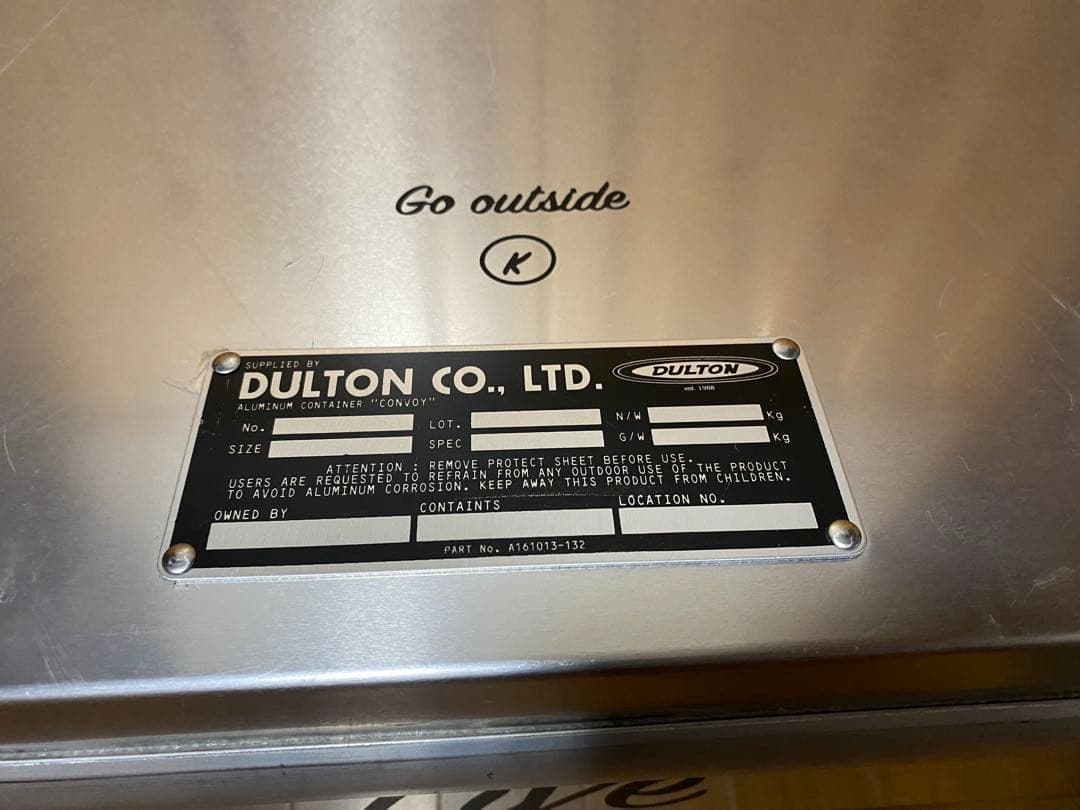 Go outside
K
SUPPLIED BY
DULTON CO., LTD.
DULTON
est. 1988
ALUMINUM CONTAINER "CONVOY"
No.
LOT.
N/W
Kg
SIZE
SPEC
G/W
Kg
ATTENTION : REMOVE PROTECT SHEET BEFORE USE.
USERS ARE REQUESTED TO REFRAIN FROM ANY OUTDOOR USE OF THE PRODUCT
TO AVOID ALUMINUM CORROSION. KEEP AWAY THIS PRODUCT FROM CHILDREN.
OWNED BY
CONTAINTS
LOCATION NO.
PART No. A161013-132